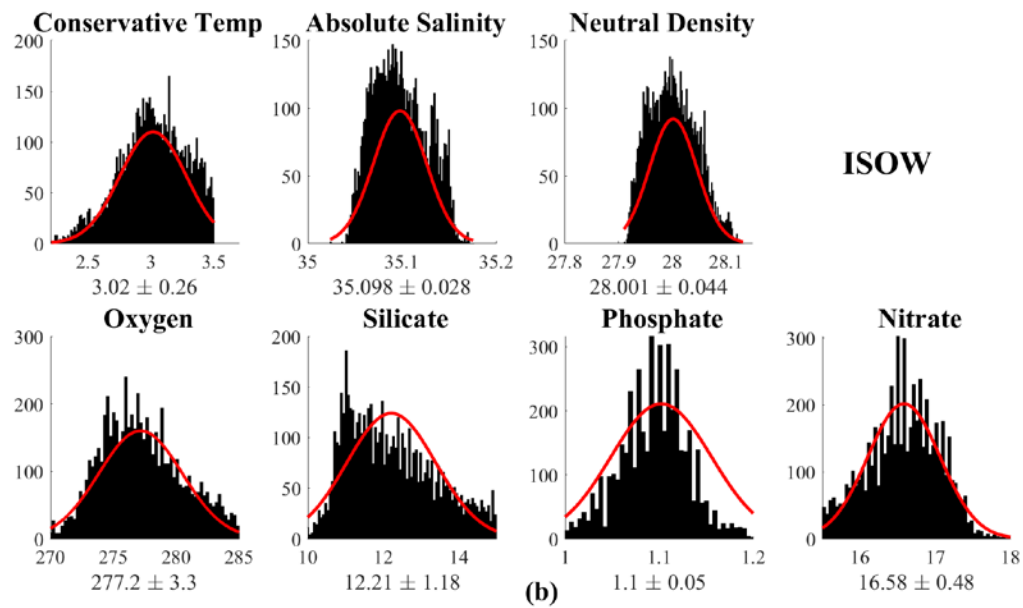 Conservative Temp Absolute Salinity Neutral Density
200 150 150
150
100 100
100
ISOW
50 50
50
0 0 0
2.5 3 3.5 35 35.1 35.2 27.8 27.9 28 28.1
3.02 ± 0.26 35.098 ± 0.028 28.001 ± 0.044
Oxygen Silicate Phosphate Nitrate
300 200 300 300
150
200 200 200
100
100 100 100
50
0 0 0 0
270 275 280 285 10 12 14 1 1.1 1.2 16 17 18
277.2 ± 3.3 12.21 ± 1.18 1.1 ± 0.05 16.58 ± 0.48
(b)